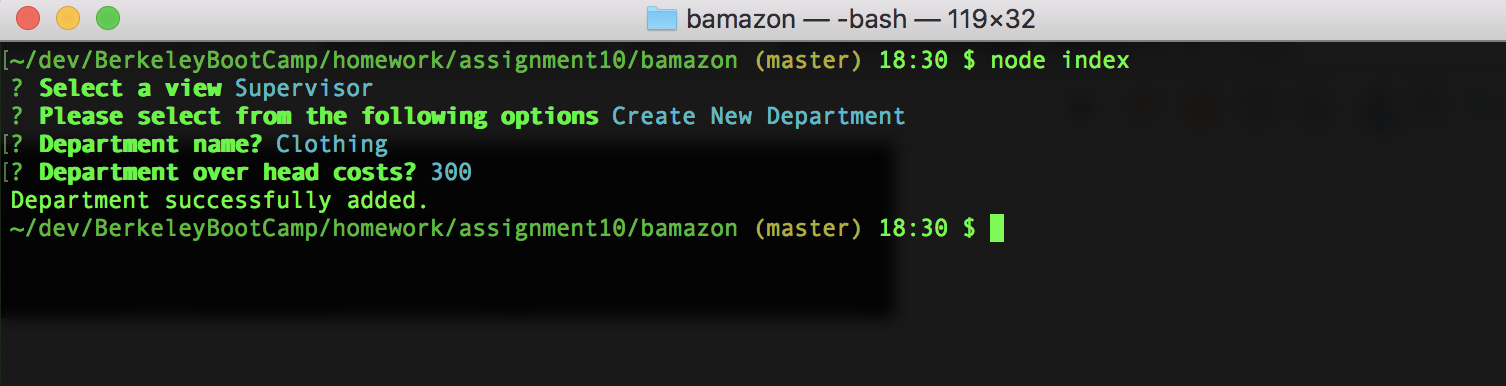 bamazon — -bash — 119×32
[~/dev/BerkeleyBootCamp/homework/assignment10/bamazon (master) 18:30 $ node index
? Select a view Supervisor
? Please select from the following options Create New Department
[? Department name? Clothing
[? Department over head costs? 300
Department successfully added.
~/dev/BerkeleyBootCamp/homework/assignment10/bamazon (master) 18:30 $